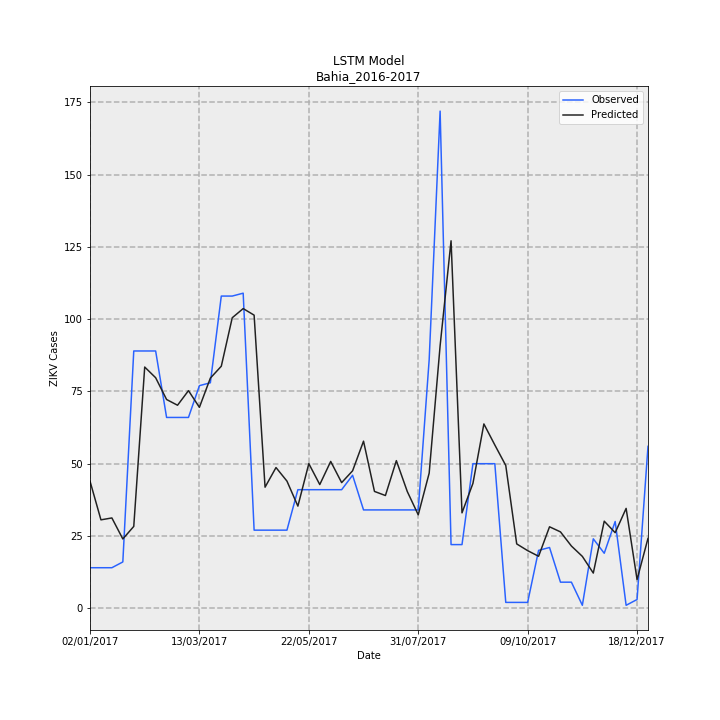 LSTM Model
Bahia_2016-2017
Observed
Predicted
175
150
125
100
75
50
25
0
ZIKV Cases
02/01/2017
13/03/2017
22/05/2017
31/07/2017
09/10/2017
18/12/2017
Date